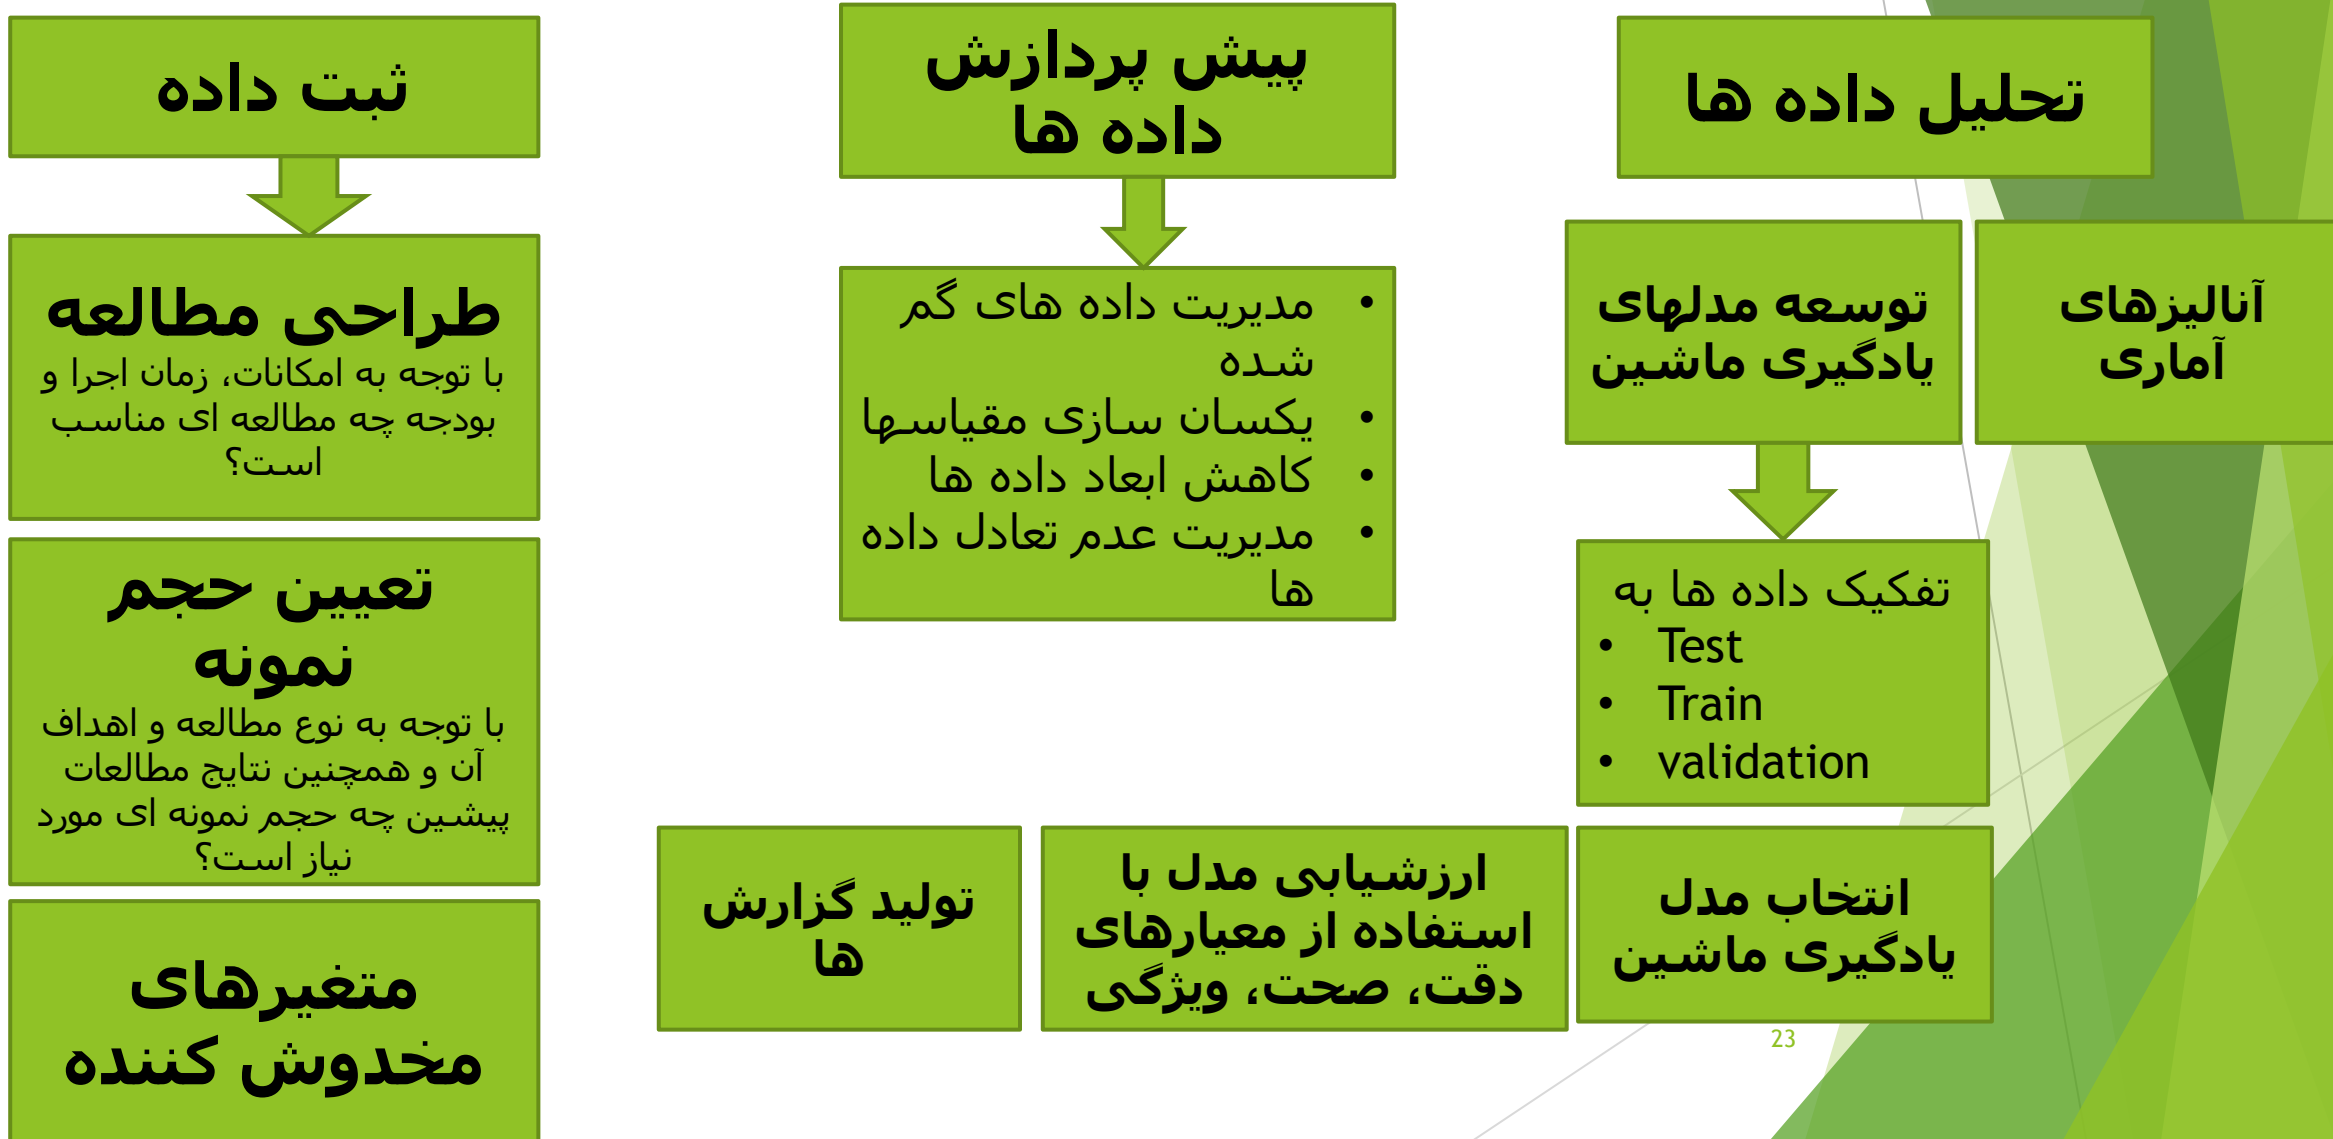 ثبت داده
طراحی مطالعه
با توجه به امکانات، زمان اجرا و
بودجه چه مطالعه ای مناسب
است؟
تعیین حجم
نمونه
با توجه به نوع مطالعه و اهداف
آن و همچنین نتایج مطالعات
پیشین چه حجم نمونه ای مورد
نیاز است؟
متغیرهای
مخدوش کننده
پیش پردازش
داده ها
• مدیریت داده های گم
شده
• یکسان سازی مقیاسها
• کاهش ابعاد داده ها
• مدیریت عدم تعادل داده
ها
تحلیل داده ها
توسعه مدلهای
یادگیری ماشین
آنالیزهای
آماری
تفکیک داده ها به
• Test
• Train
• validation
انتخاب مدل
یادگیری ماشین
ارزشیابی مدل با
استفاده از معیارهای
دقت، صحت، ویژگی
تولید گزارش
ها
23